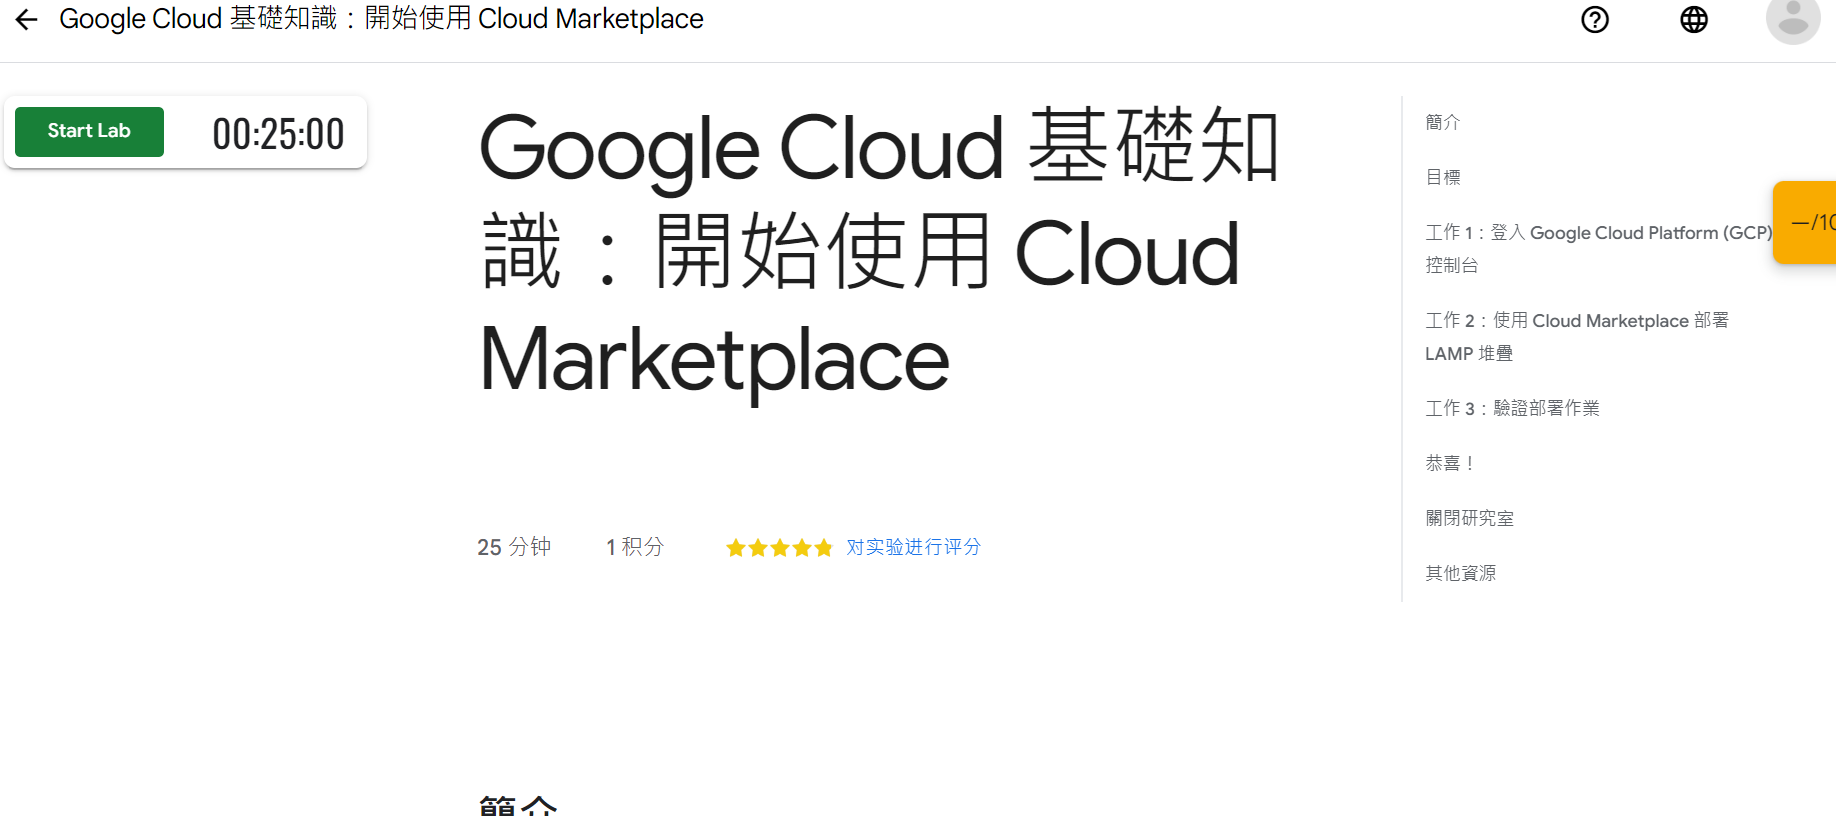 Google Cloud 基礎知識：開始使用 Cloud Marketplace
Start Lab
00:25:00
Google Cloud 基礎知
識：開始使用 Cloud
Marketplace
25 分钟
1 积分
对实验进行评分
簡介
簡介
目標
工作 1：登入 Google Cloud Platform (GCP)
控制台
工作 2：使用 Cloud Marketplace 部署
LAMP 堆疊
工作 3：驗證部署作業
恭喜！
關閉研究室
其他資源
—/10